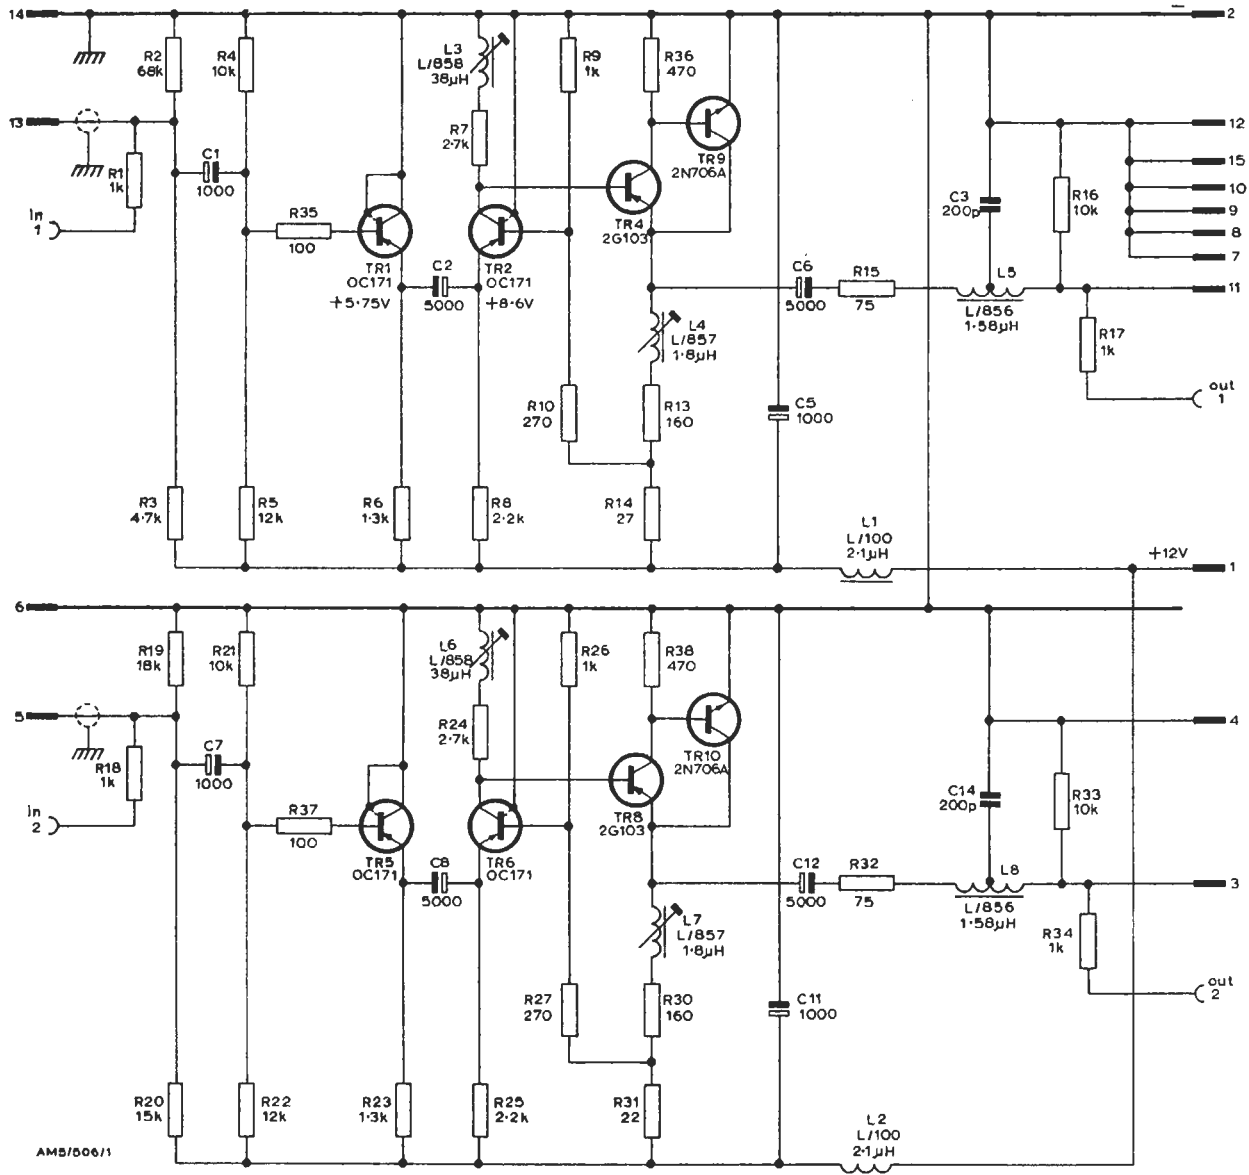 14
2
R2
68k
R4
10k
L3
L/858
38µH
R9
1k
R36
470
13
12
R1
1k
C1
1000
R7
2·7k
TR9
2N706A
15
10
9
8
7
In
1
R35
100
TR4
2G103
C3
200p
R16
10k
TR1
OC171
+5·75V
C2
5000
TR2
OC171
+8·6V
C6
5000
R15
75
L5
L/856
1·58µH
11
L4
L/857
1·8µH
R17
1k
R10
270
R13
160
C5
1000
out
1
R3
4·7k
R5
12k
R6
1·3k
R8
2·2k
R14
27
L1
L/100
2·1µH
+12V
1
6
R19
18k
R21
10k
L6
L/858
38µH
R26
1k
R38
470
5
4
R18
1k
C7
1000
R24
2·7k
TR10
2N706A
In
2
R37
100
TR8
2G103
C14
200p
R33
10k
TR5
OC171
C8
5000
TR6
OC171
C12
5000
R32
75
L8
L/856
1·58µH
3
L7
L/857
1·8µH
R34
1k
R27
270
R30
160
C11
1000
out
2
R20
15k
R22
12k
R23
1·3k
R25
2·2k
R31
22
L2
L/100
2·1µH
AM5/506/1